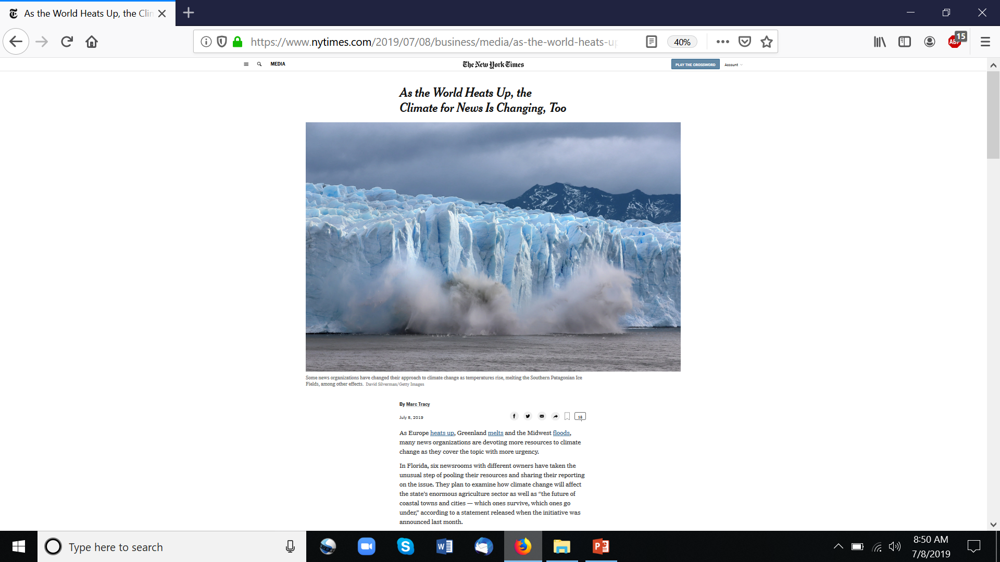 As the World Heats Up, the Clim
https://www.nytimes.com/2019/07/08/business/media/as-the-world-heats-up
40%
ABP
15
MEDIA
The New York Times
PLAY THE CROSSWORD
Account
As the World Heats Up, the
Climate for News Is Changing, Too
Some news organizations have changed their approach to climate change as temperatures rise, melting the Southern Patagonian Ice
Fields, among other effects. David Silverman/Getty Images
By Marc Tracy
July 8, 2019
18
As Europe heats up, Greenland melts and the Midwest floods,
many news organizations are devoting more resources to climate
change as they cover the topic with more urgency.
In Florida, six newsrooms with different owners have taken the
unusual step of pooling their resources and sharing their reporting
on the issue. They plan to examine how climate change will affect
the state's enormous agriculture sector as well as “the future of
coastal towns and cities — which ones survive, which ones go
under,” according to a statement released when the initiative was
announced last month.
Type here to search
8:50 AM
7/8/2019